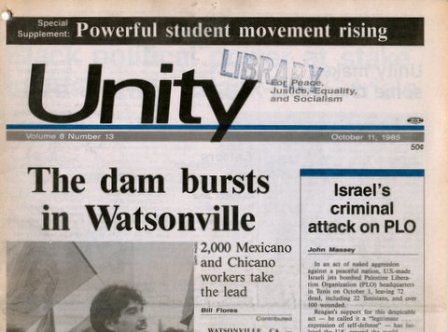 Special
Supplement: Powerful student movement rising
LIBRARY
Unity
For Peace,
Justice, Equality,
and Socialism
Volume 8 Number 13
October 11, 1985
50¢
The dam bursts
in Watsonville
2,000 Mexicano
and Chicano
workers take
the lead
Bill Flores
Contributed
WATSONVILLE, CA
Israel's
criminal
attack on PLO
John Massey
In an act of naked aggression
against a peaceful nation, U.S.-made
Israeli jets bombed Palestine Libera-
tion Organization (PLO) headquarters
in Tunis on October 1, leaving 72
dead, including 22 Tunisians, and over
100 wounded.
Reagan's support for this despicable
act — he called it a "legitimate
expression of self-defense" — has